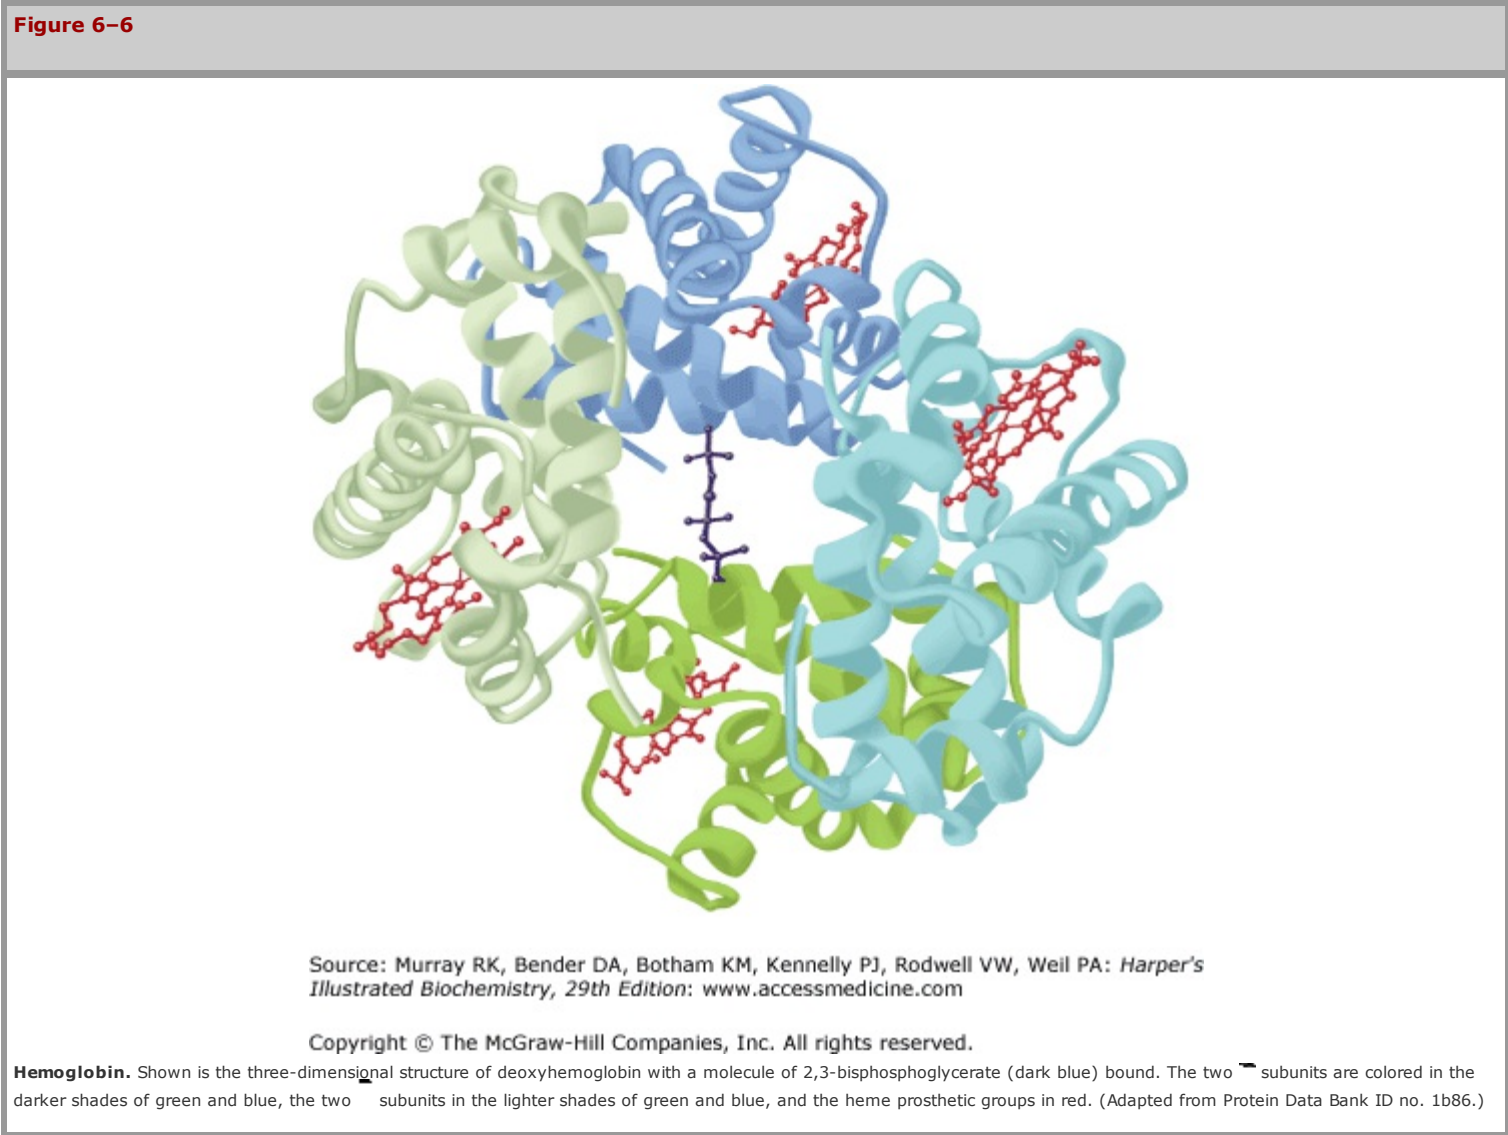 Figure 6–6
Source: Murray RK, Bender DA, Botham KM, Kennelly PJ, Rodwell VW, Weil PA: Harper's
Illustrated Biochemistry, 29th Edition: www.accessmedicine.com
Copyright © The McGraw-Hill Companies, Inc. All rights reserved.
Hemoglobin. Shown is the three-dimensional structure of deoxyhemoglobin with a molecule of 2,3-bisphosphoglycerate (dark blue) bound. The two subunits are colored in the
darker shades of green and blue, the two subunits in the lighter shades of green and blue, and the heme prosthetic groups in red. (Adapted from Protein Data Bank ID no. 1b86.)